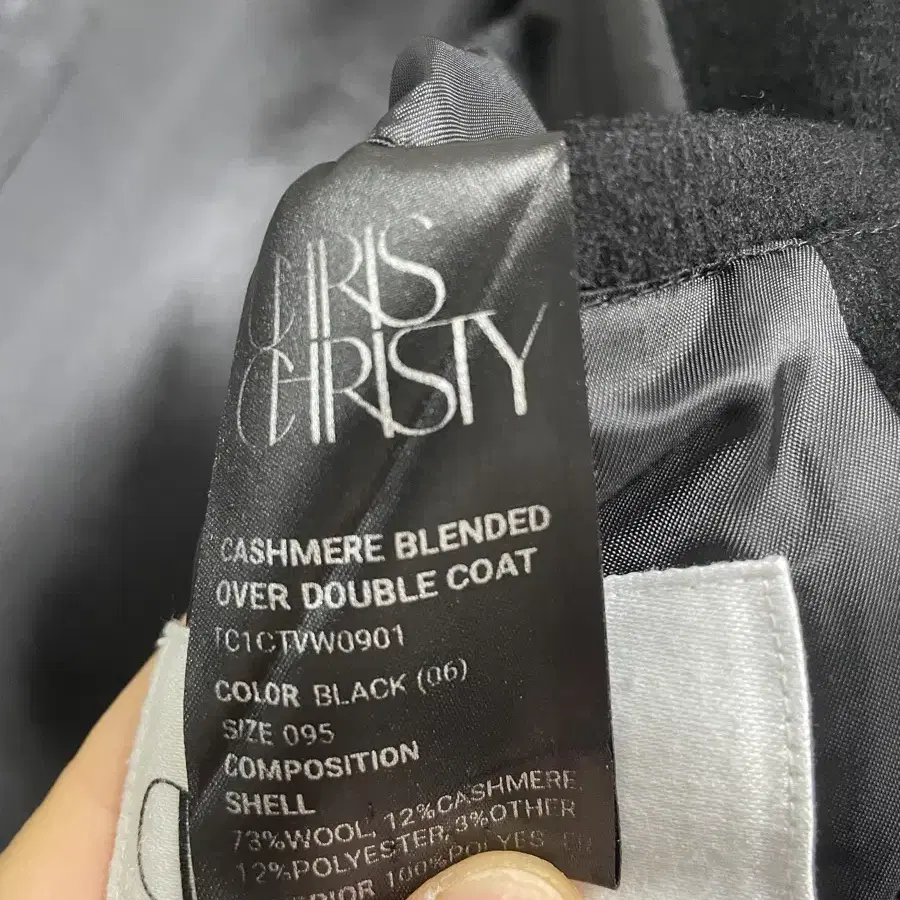 CHRIS
CHRISTY
CASHMERE BLENDED
OVER DOUBLE COAT
TC1CTVW0901
COLOR BLACK (06)
SIZE 095
COMPOSITION
SHELL
73%WOOL, 12%CASHMERE,
12%POLYESTER, 3%OTHER
100%